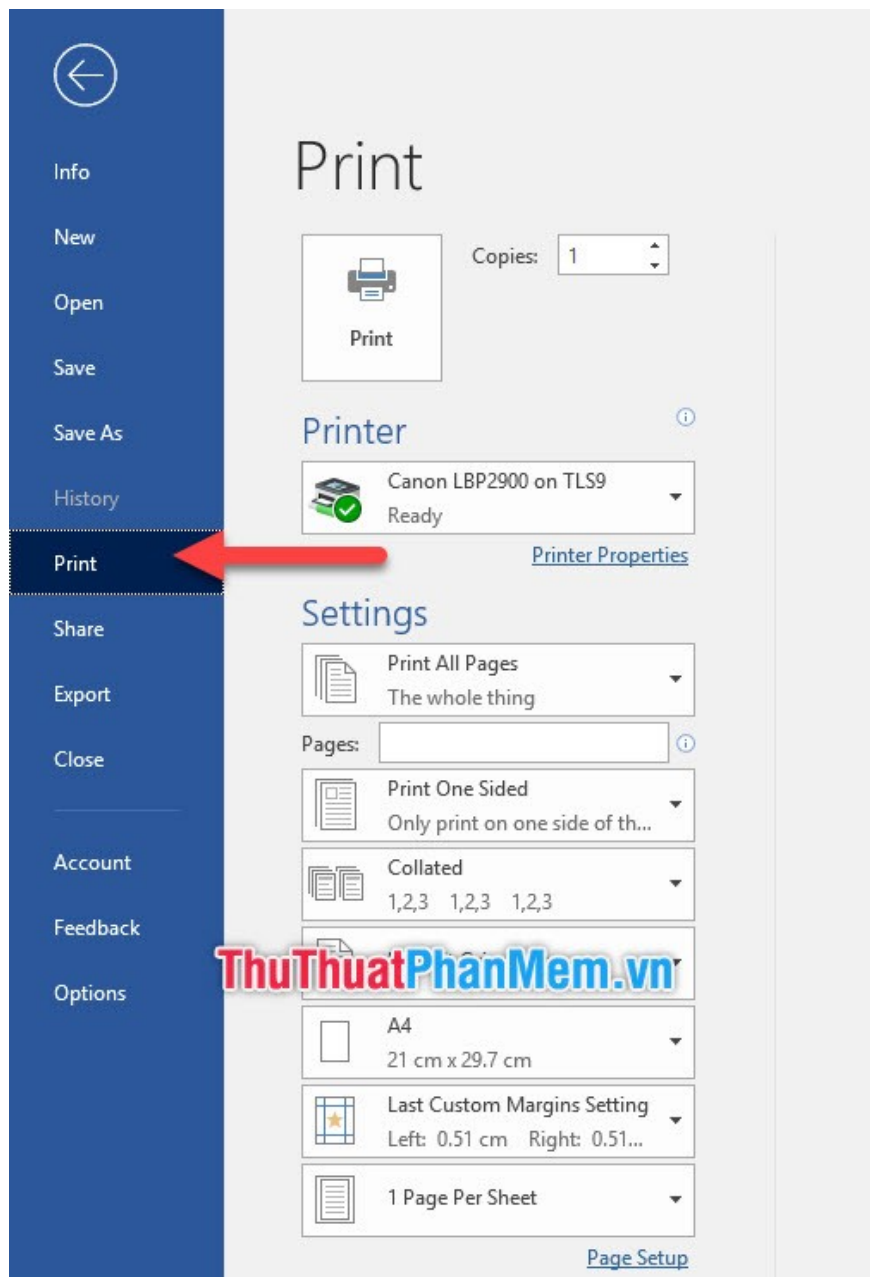 Info
New
Open
Save
Save As
History
Print
Share
Export
Close
Account
Feedback
Options
Print
Print
Copies: 1
Printer
Canon LBP2900 on TLS9
Ready
Printer Properties
Settings
Print All Pages
The whole thing
Pages:
Print One Sided
Only print on one side of th...
Collated
1,2,3 1,2,3 1,2,3
ThuThuatPhanMem.vn
A4
21 cm x 29.7 cm
Last Custom Margins Setting
Left: 0.51 cm Right: 0.51...
1 Page Per Sheet
Page Setup